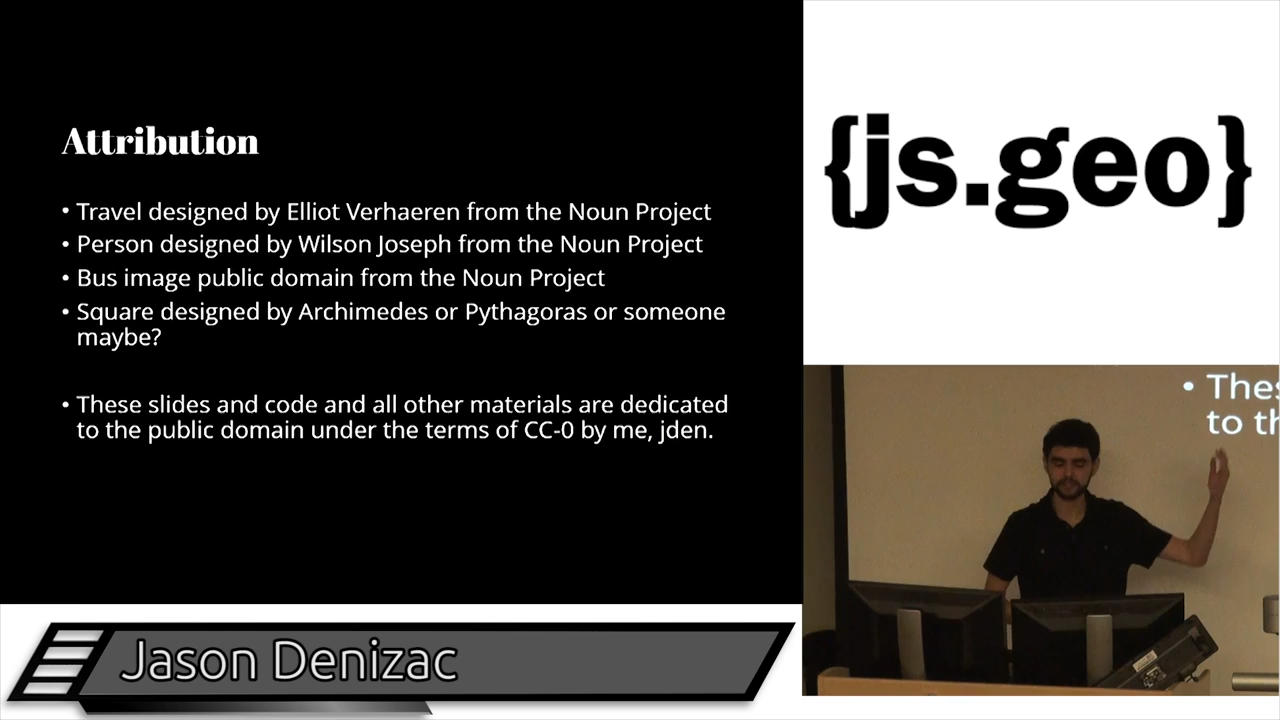 Attribution
• Travel designed by Elliot Verhaeren from the Noun Project
• Person designed by Wilson Joseph from the Noun Project
• Bus image public domain from the Noun Project
• Square designed by Archimedes or Pythagoras or someone
maybe?
• These slides and code and all other materials are dedicated
to the public domain under the terms of CC-0 by me, jden.
{js.geo}
• Thes
to th
Jason Denizac